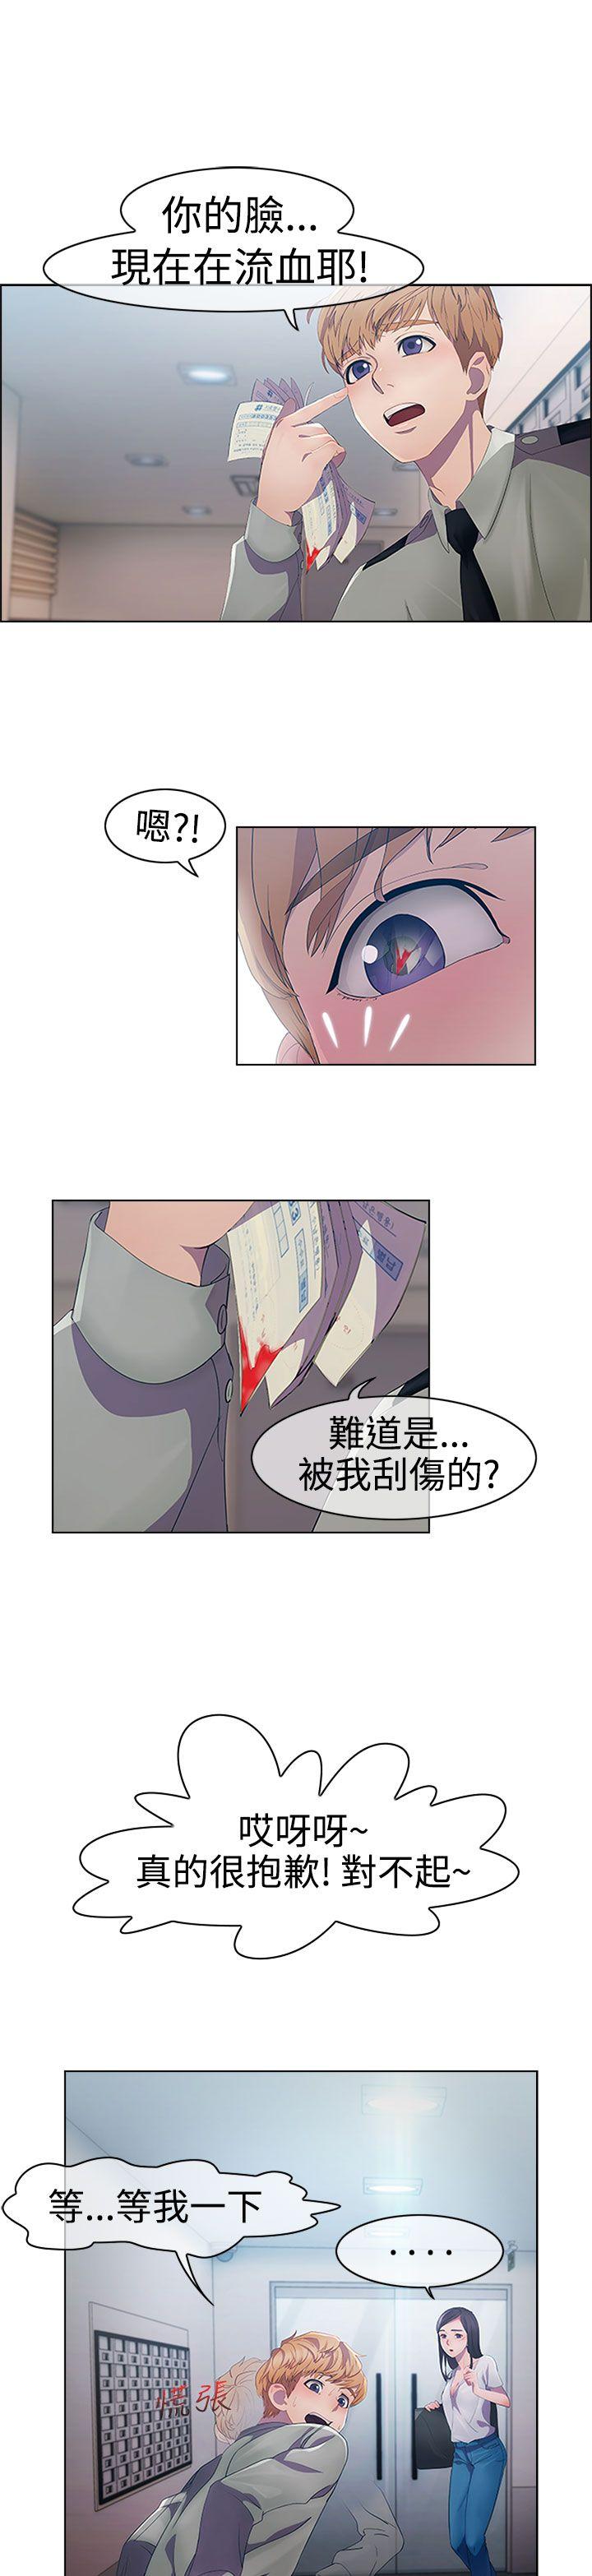 你的臉...
現在在流血耶!
嗯?!
難道是...
被我刮傷的?
哎呀呀~
真的很抱歉! 對不起~
等...等我一下
....
慌張